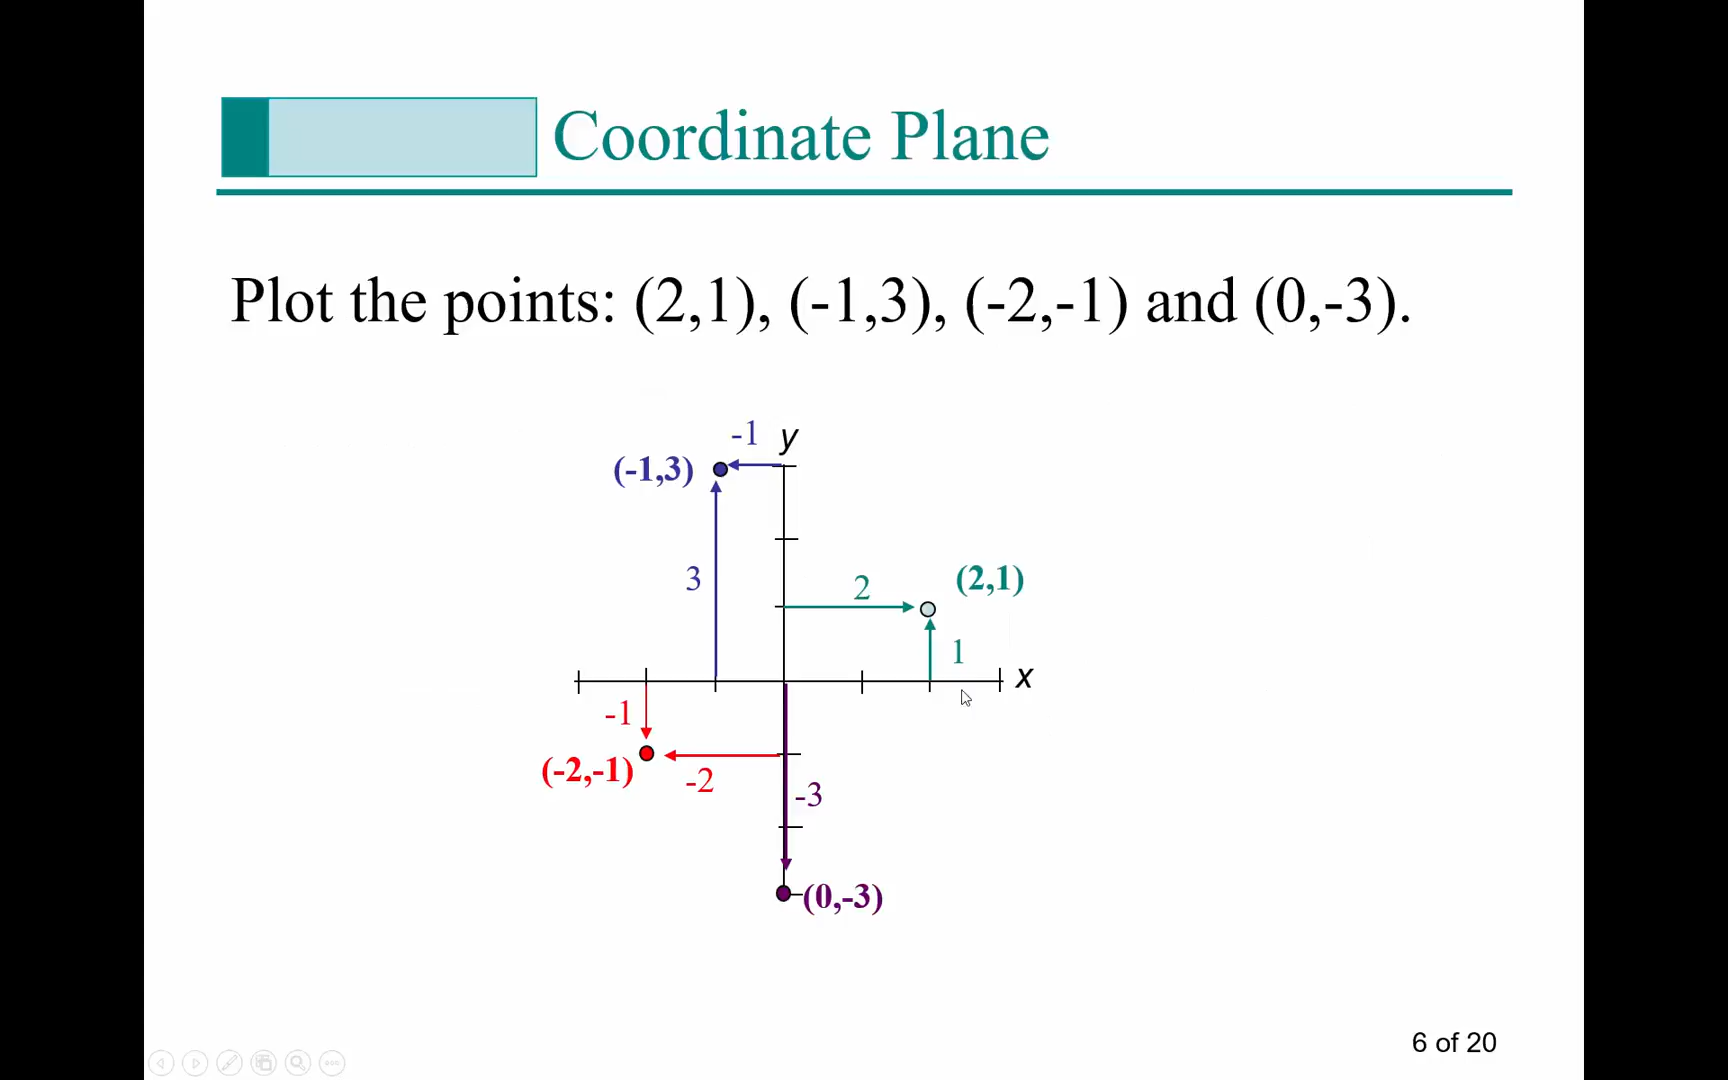 Coordinate Plane
Plot the points: (2,1), (-1,3), (-2,-1) and (0,-3).
-1 y
(-1,3)
3
2
(2,1)
1
x
-1
(-2,-1)
-2
-3
(0,-3)
6 of 20